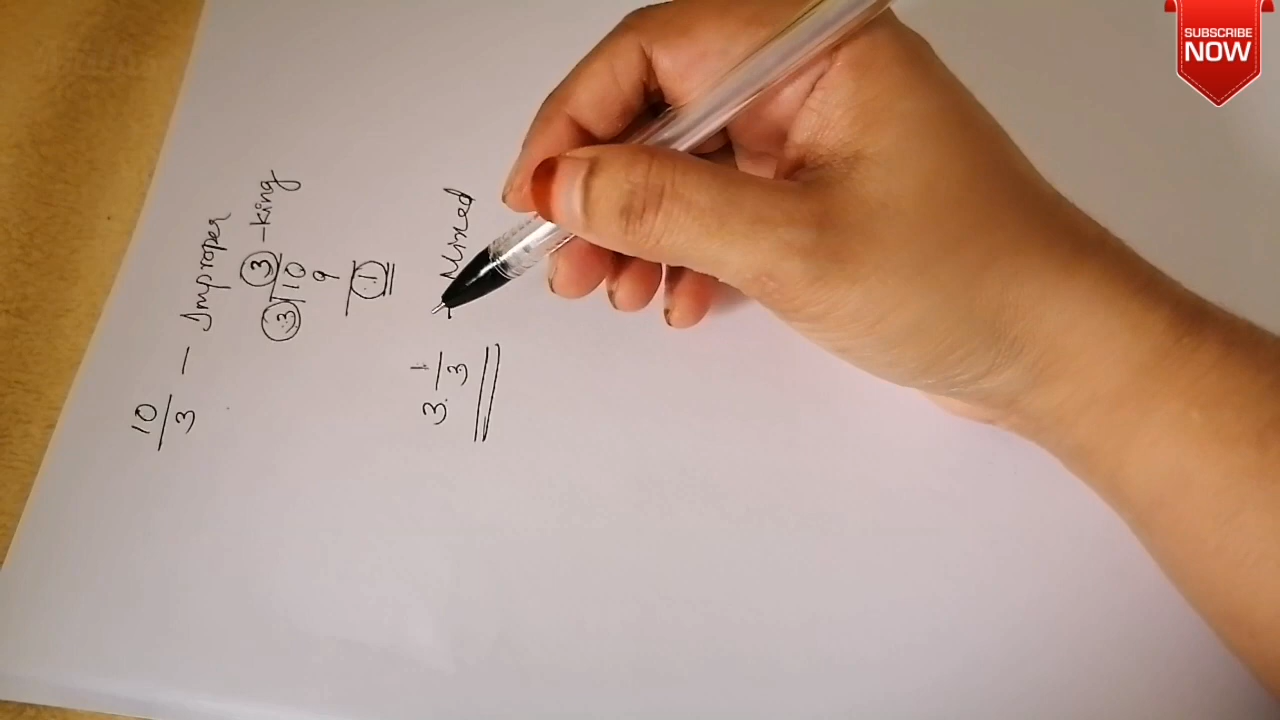 10/3 — Improper
3 - king
3)10
9
1
3 1/3 - Mixed
SUBSCRIBE
NOW